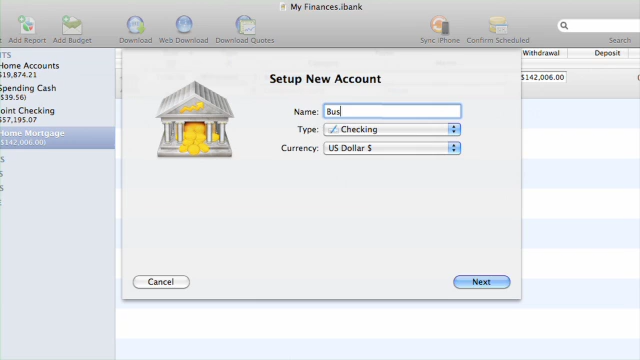 My Finances.ibank
Add Report Add Budget Download Web Download Download Quotes Sync iPhone Confirm Scheduled Search
Withdrawal Deposit
NTS
Home Accounts
$19,874.21
Spending Cash
$39.56)
Joint Checking
$57,195.07
Home Mortgage
$142,006.00)
$142,006.00
Setup New Account
Name: Bus
Type: Checking
Currency: US Dollar $
Cancel Next